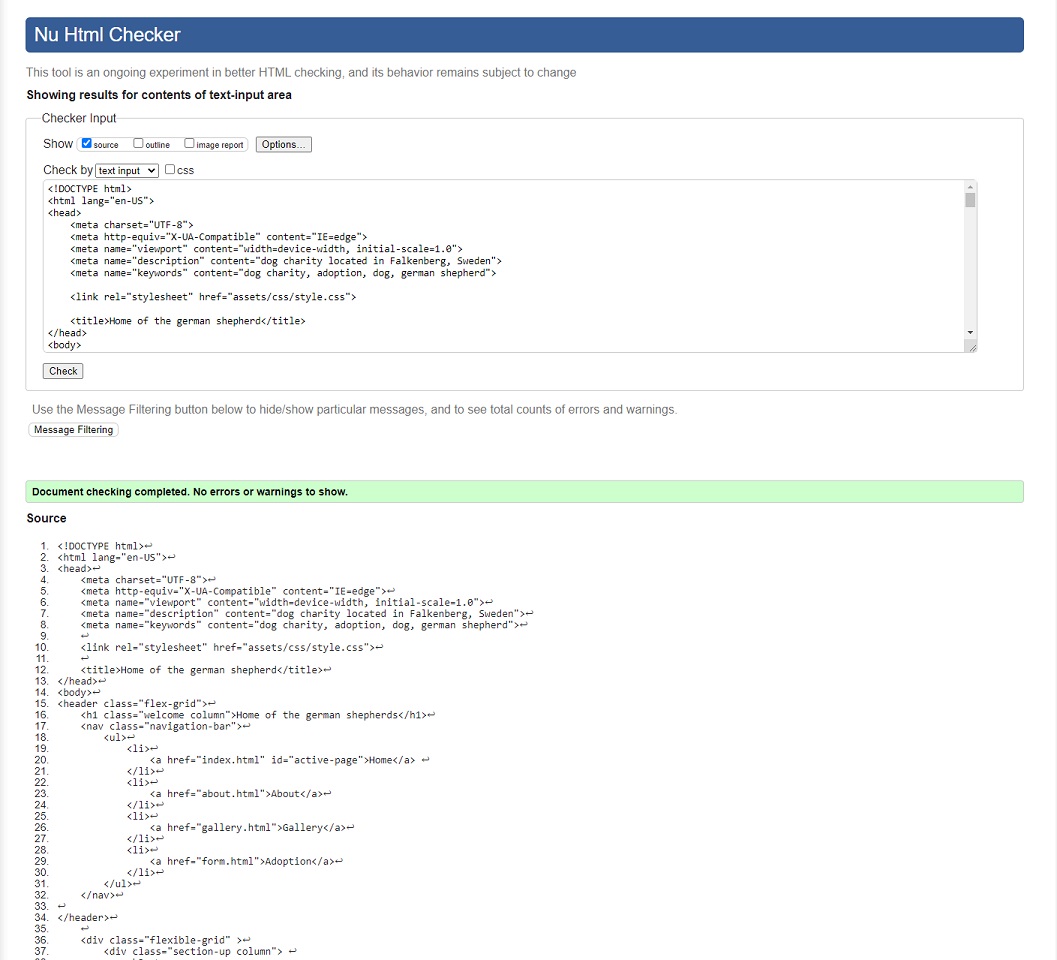 Nu Html Checker
This tool is an ongoing experiment in better HTML checking, and its behavior remains subject to change
Showing results for contents of text-input area
Checker Input
Show source outline image report Options...
Check by text input css
<!DOCTYPE html>
<html lang="en-US">
<head>
    <meta charset="UTF-8">
    <meta http-equiv="X-UA-Compatible" content="IE=edge">
    <meta name="viewport" content="width=device-width, initial-scale=1.0">
    <meta name="description" content="dog charity located in Falkenberg, Sweden">
    <meta name="keywords" content="dog charity, adoption, dog, german shepherd">
    <link rel="stylesheet" href="assets/css/style.css">
    <title>Home of the german shepherd</title>
</head>
<body>
Check
Use the Message Filtering button below to hide/show particular messages, and to see total counts of errors and warnings.
Message Filtering
Document checking completed. No errors or warnings to show.
Source
1. <!DOCTYPE html>↩
2. <html lang="en-US">↩
3. <head>↩
4.     <meta charset="UTF-8">↩
5.     <meta http-equiv="X-UA-Compatible" content="IE=edge">↩
6.     <meta name="viewport" content="width=device-width, initial-scale=1.0">↩
7.     <meta name="description" content="dog charity located in Falkenberg, Sweden">↩
8.     <meta name="keywords" content="dog charity, adoption, dog, german shepherd">↩
9.     ↩
10.     <link rel="stylesheet" href="assets/css/style.css">↩
11.     ↩
12.     <title>Home of the german shepherd</title>↩
13. </head>↩
14. <body>↩
15. <header class="flex-grid">↩
16.     <h1 class="welcome column">Home of the german shepherds</h1>↩
17.     <nav class="navigation-bar">↩
18.         <ul>↩
19.             <li>↩
20.                 <a href="index.html" id="active-page">Home</a> ↩
21.             </li>↩
22.             <li>↩
23.                 <a href="about.html">About</a>↩
24.             </li>↩
25.             <li>↩
26.                 <a href="gallery.html">Gallery</a>↩
27.             </li>↩
28.             <li>↩
29.                 <a href="form.html">Adoption</a>↩
30.             </li>↩
31.         </ul>↩
32.     </nav>↩
33. ↩
34. </header>↩
35.     ↩
36.     <div class="flexible-grid" >↩
37.         <div class="section-up column"> ↩